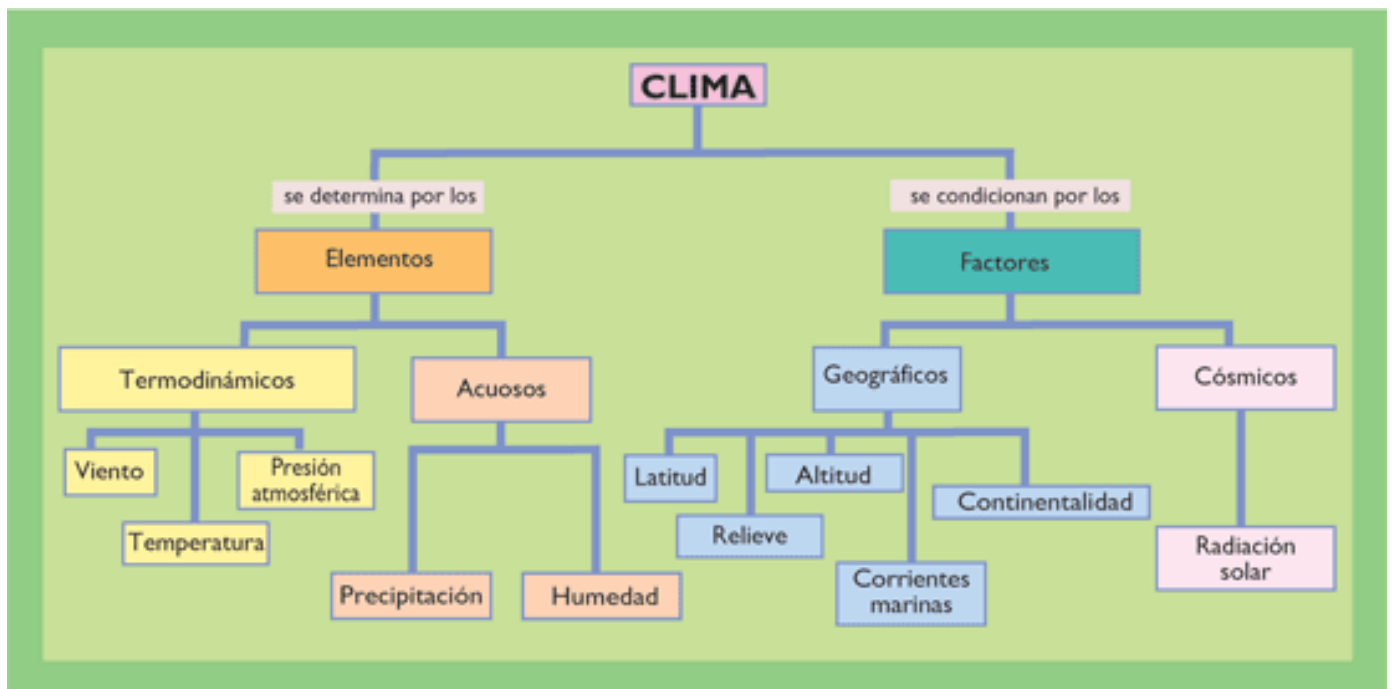 CLIMA
se determina por los
se condicionan por los
Elementos
Factores
Termodinámicos
Acuosos
Geográficos
Cósmicos
Viento
Presión
atmosférica
Temperatura
Precipitación
Humedad
Latitud
Relieve
Altitud
Corrientes
marinas
Continentalidad
Radiación
solar